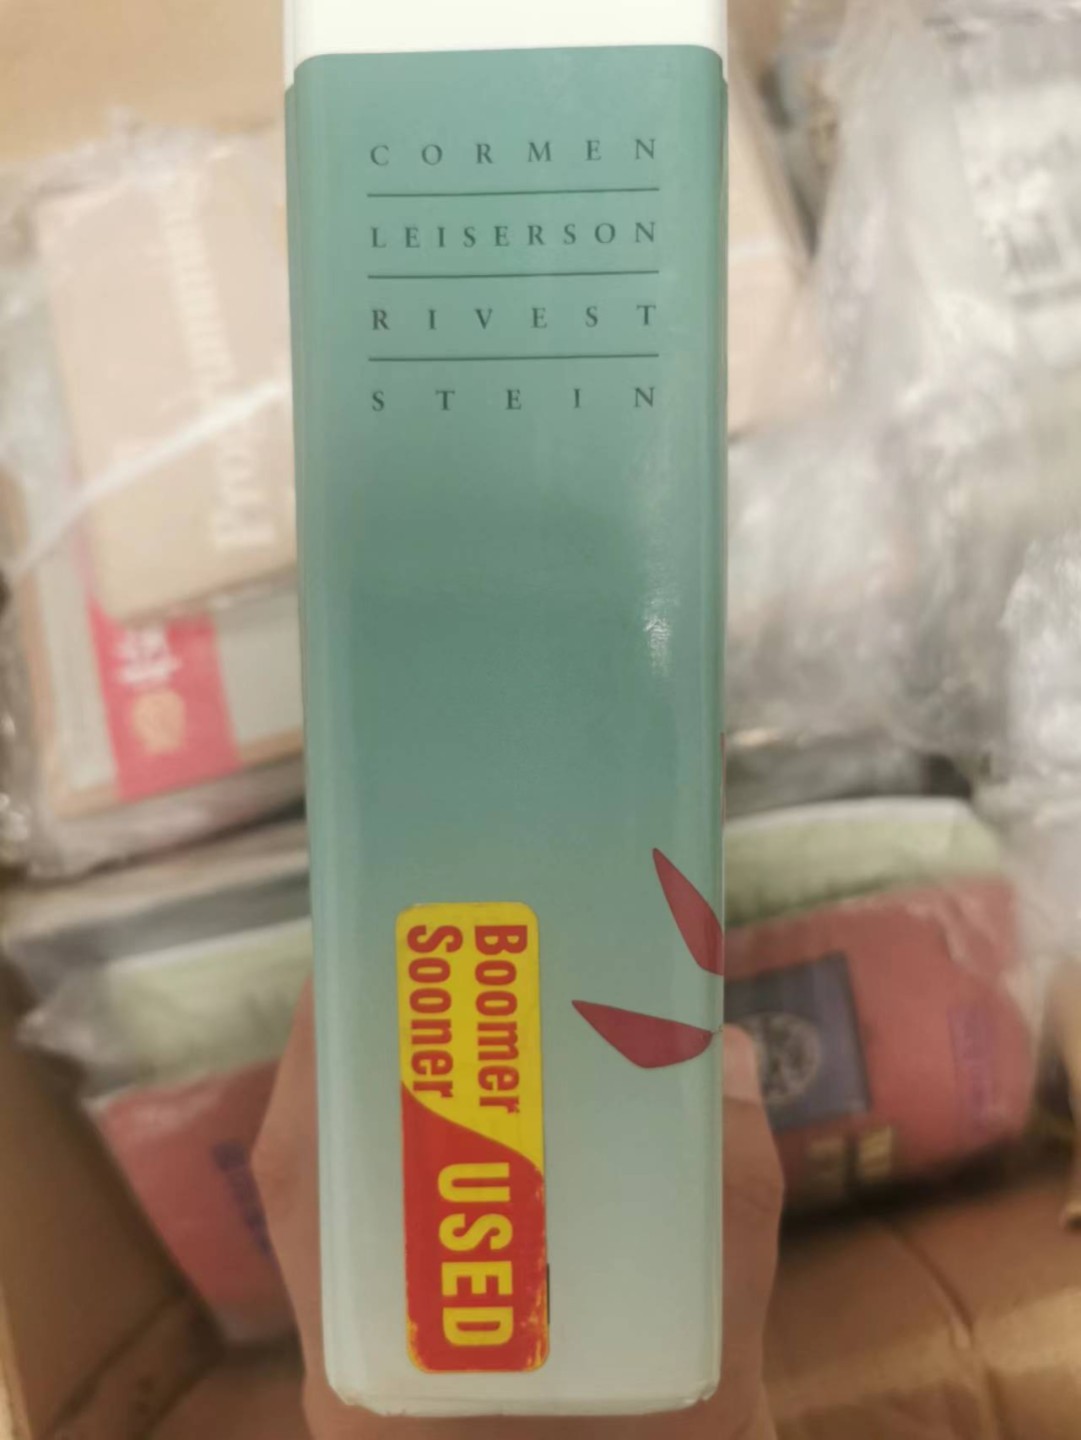 CORMEN
LEISERSON
RIVEST
STEIN
Boomer
Sooner
USED